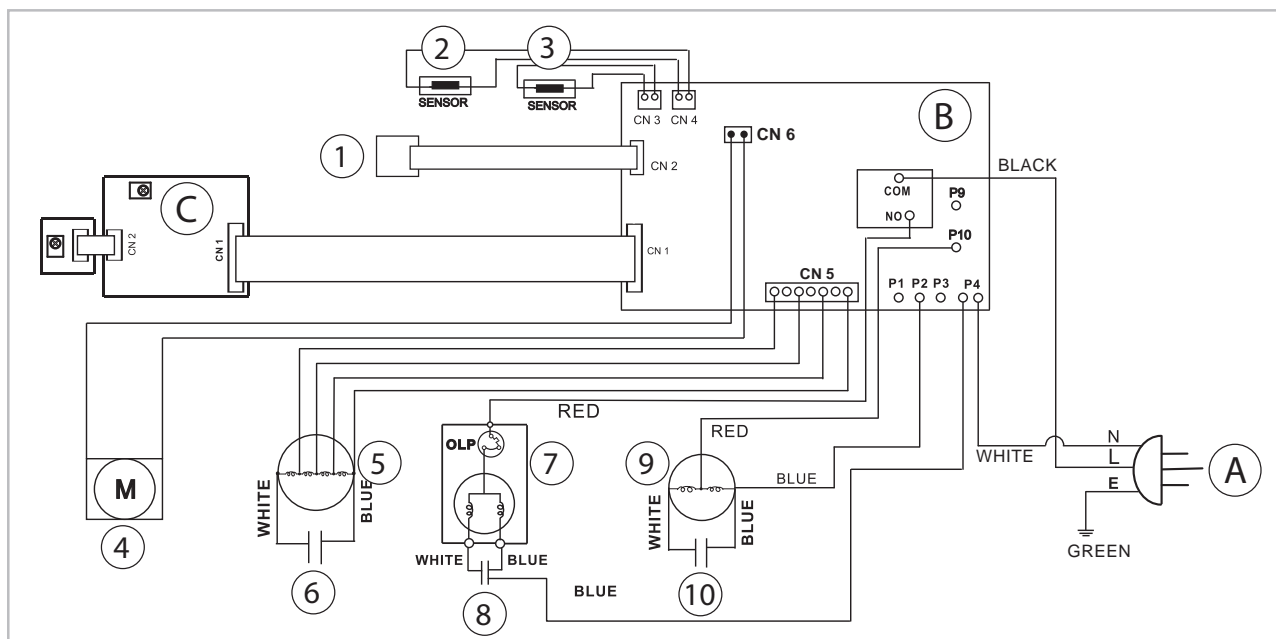 2
3
SENSOR
SENSOR
CN 3
CN 4
B
CN 6
1
CN 2
BLACK
COM
P9
C
NO
P10
CN 2
CN 1
CN 1
CN 5
P1
P2
P3
P4
RED
RED
N
WHITE
L
OLP
5
7
9
A
M
BLUE
E
WHITE
BLUE
WHITE
BLUE
4
GREEN
WHITE
BLUE
6
8
BLUE
10